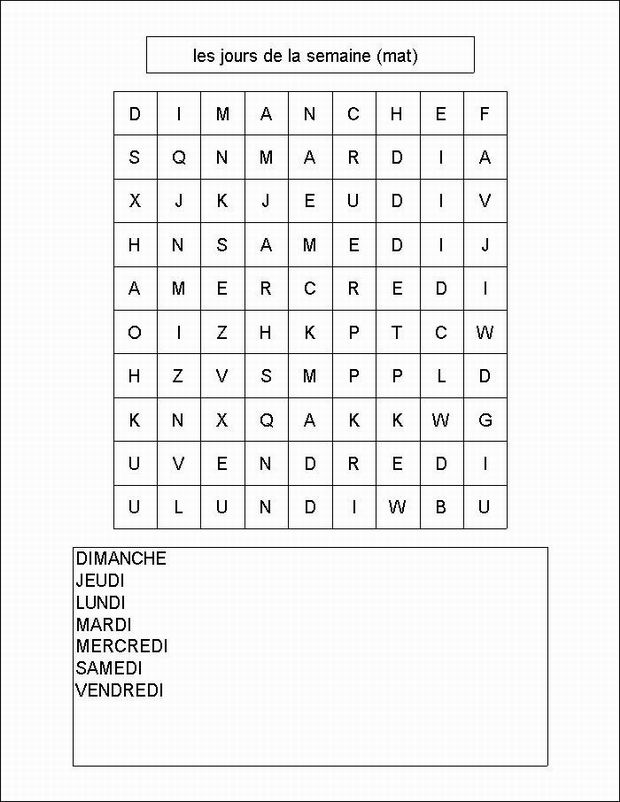 les jours de la semaine (mat)
D I M A N C H E F
S Q N M A R D I A
X J K J E U D I V
H N S A M E D I J
A M E R C R E D I
O I Z H K P T C W
H Z V S M P P L D
K N X Q A K K W G
U V E N D R E D I
U L U N D I W B U
DIMANCHE
JEUDI
LUNDI
MARDI
MERCREDI
SAMEDI
VENDREDI